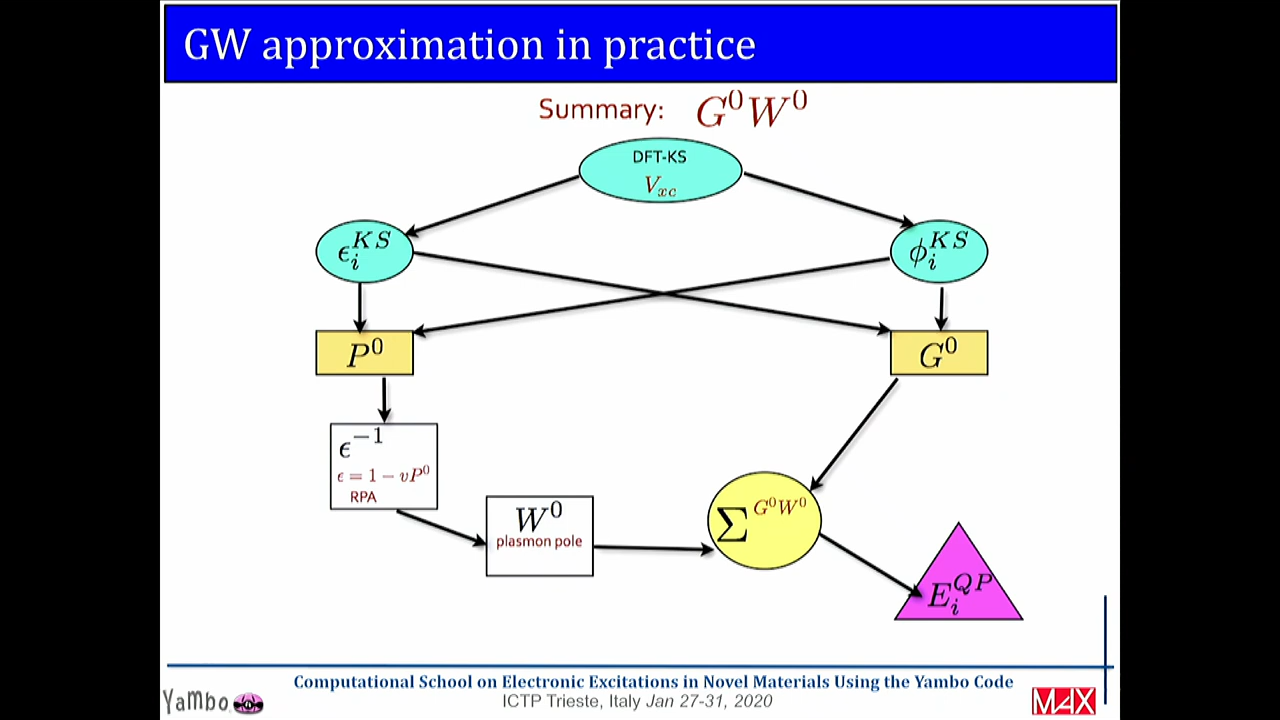 GW approximation in practice
Summary: G⁰W⁰
DFT-KS
V_{xc}
ϵ_i^{KS}
ϕ_i^{KS}
P⁰
G⁰
ϵ⁻¹
ϵ = 1 − vP⁰
RPA
W⁰
plasmon pole
Σ^{G⁰W⁰}
E_i^{QP}
Computational School on Electronic Excitations in Novel Materials Using the Yambo Code
ICTP Trieste, Italy Jan 27-31, 2020
Yambo
MAX